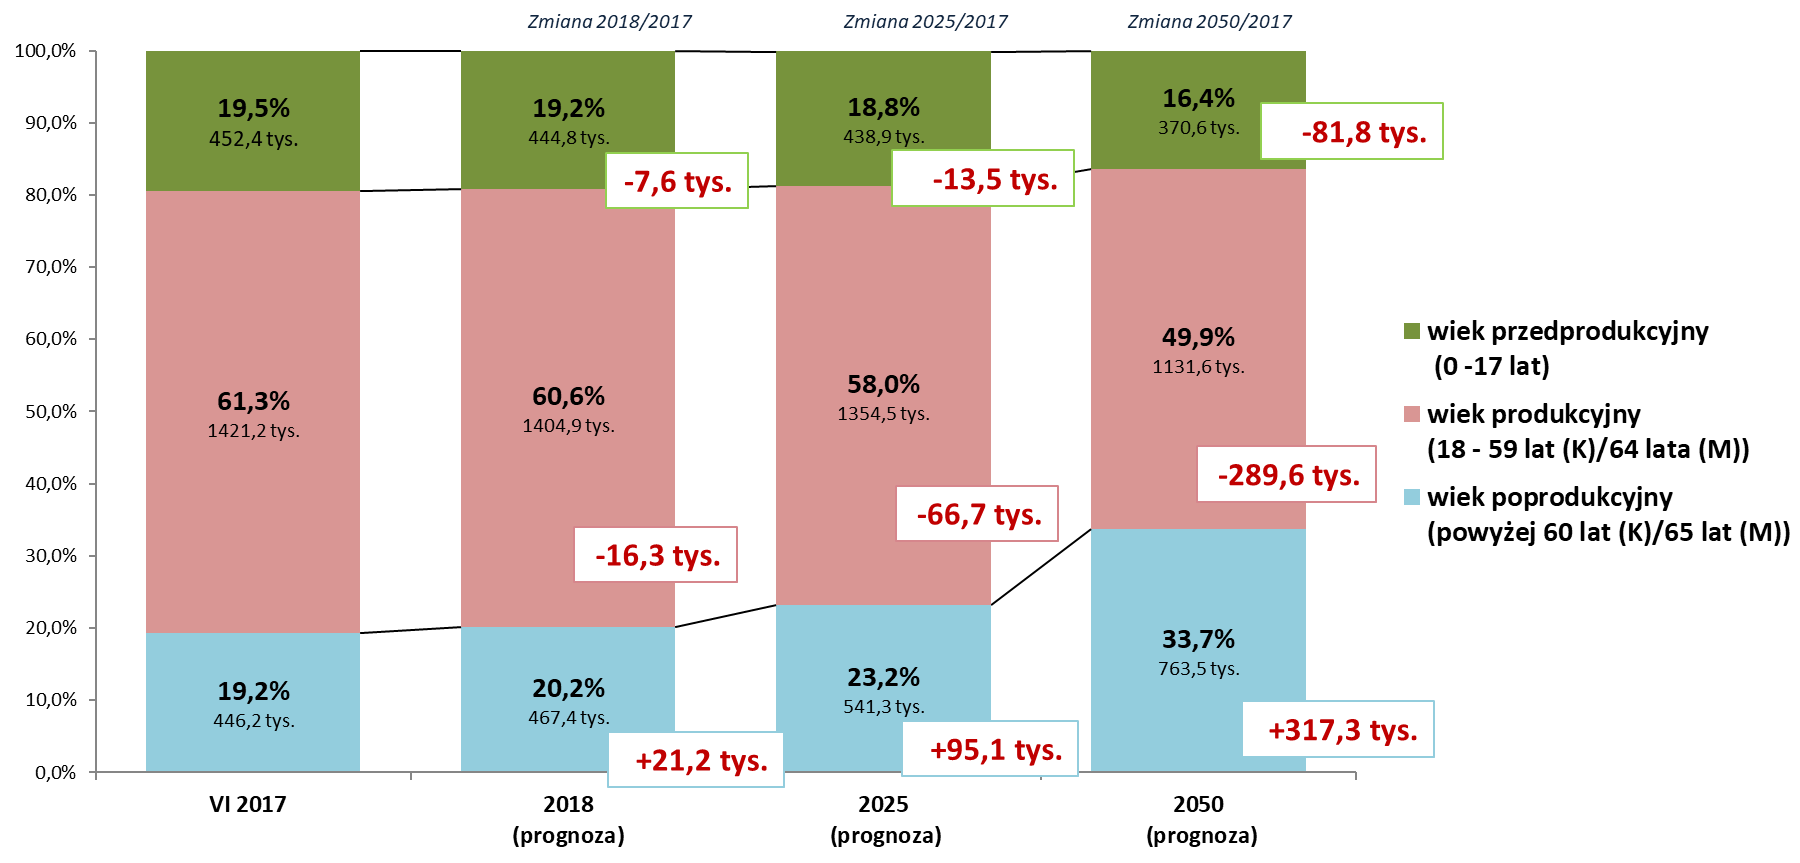 Zmiana 2018/2017
Zmiana 2025/2017
Zmiana 2050/2017
100,0%
90,0%
80,0%
70,0%
60,0%
50,0%
40,0%
30,0%
20,0%
10,0%
0,0%
19,5%
452,4 tys.
61,3%
1421,2 tys.
19,2%
446,2 tys.
19,2%
444,8 tys.
-7,6 tys.
60,6%
1404,9 tys.
-16,3 tys.
20,2%
467,4 tys.
+21,2 tys.
18,8%
438,9 tys.
-13,5 tys.
58,0%
1354,5 tys.
-66,7 tys.
23,2%
541,3 tys.
+95,1 tys.
16,4%
370,6 tys.
-81,8 tys.
49,9%
1131,6 tys.
-289,6 tys.
33,7%
763,5 tys.
+317,3 tys.
VI 2017
2018
(prognoza)
2025
(prognoza)
2050
(prognoza)
wiek przedprodukcyjny
(0 -17 lat)
wiek produkcyjny
(18 - 59 lat (K)/64 lata (M))
wiek poprodukcyjny
(powyżej 60 lat (K)/65 lat (M))